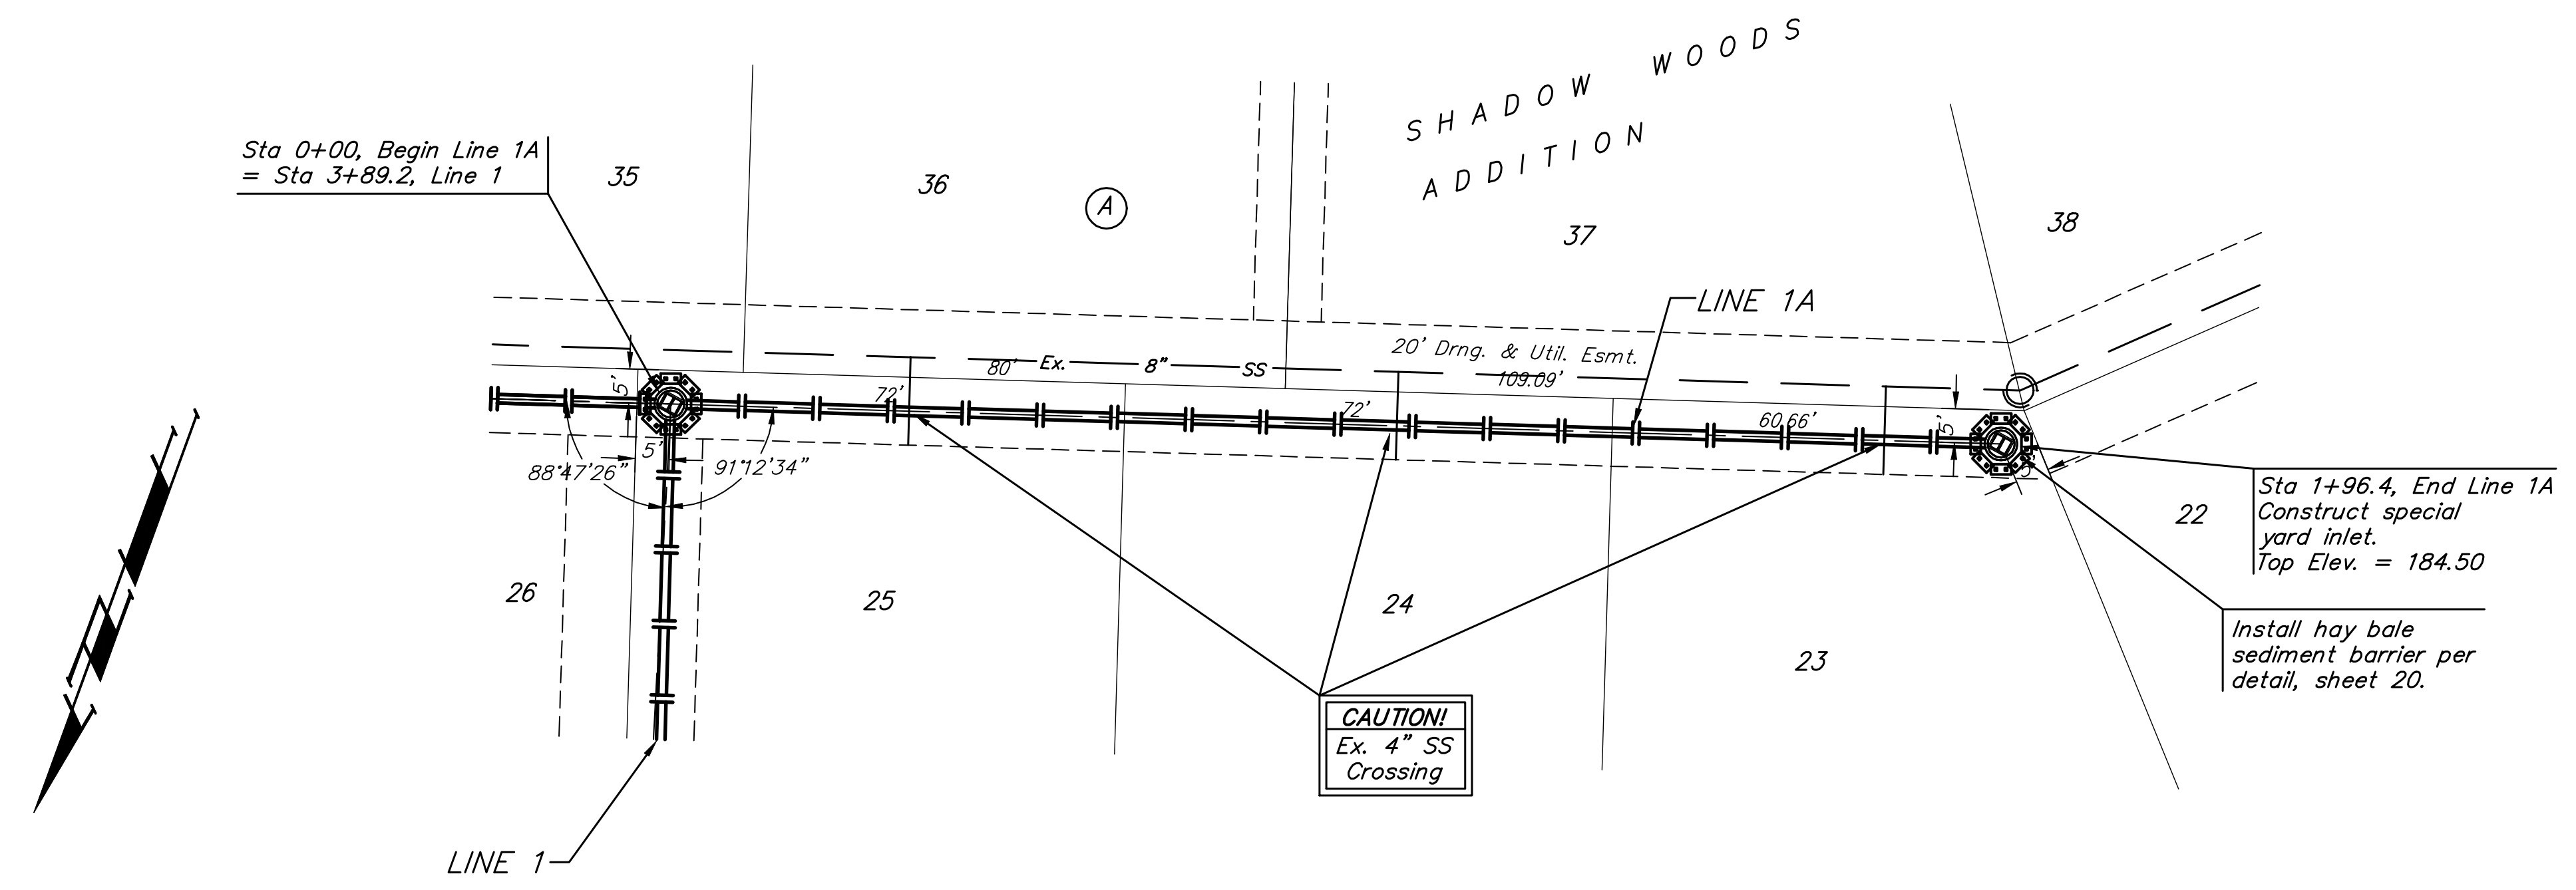 SHADOW WOODS
ADDITION
Sta 0+00, Begin Line 1A
= Sta 3+89.2, Line 1
35
36
A
37
38
LINE 1A
20' Drng. & Util. Esmt.
80'
Ex. 8" SS
109.09'
5'
72'
72'
60.66'
5'
5'
88°47'26"
91°12'34"
5'
Sta 1+96.4, End Line 1A
Construct special
yard inlet.
Top Elev. = 184.50
22
26
25
24
23
Install hay bale
sediment barrier per
detail, sheet 20.
CAUTION!
Ex. 4" SS
Crossing
LINE 1